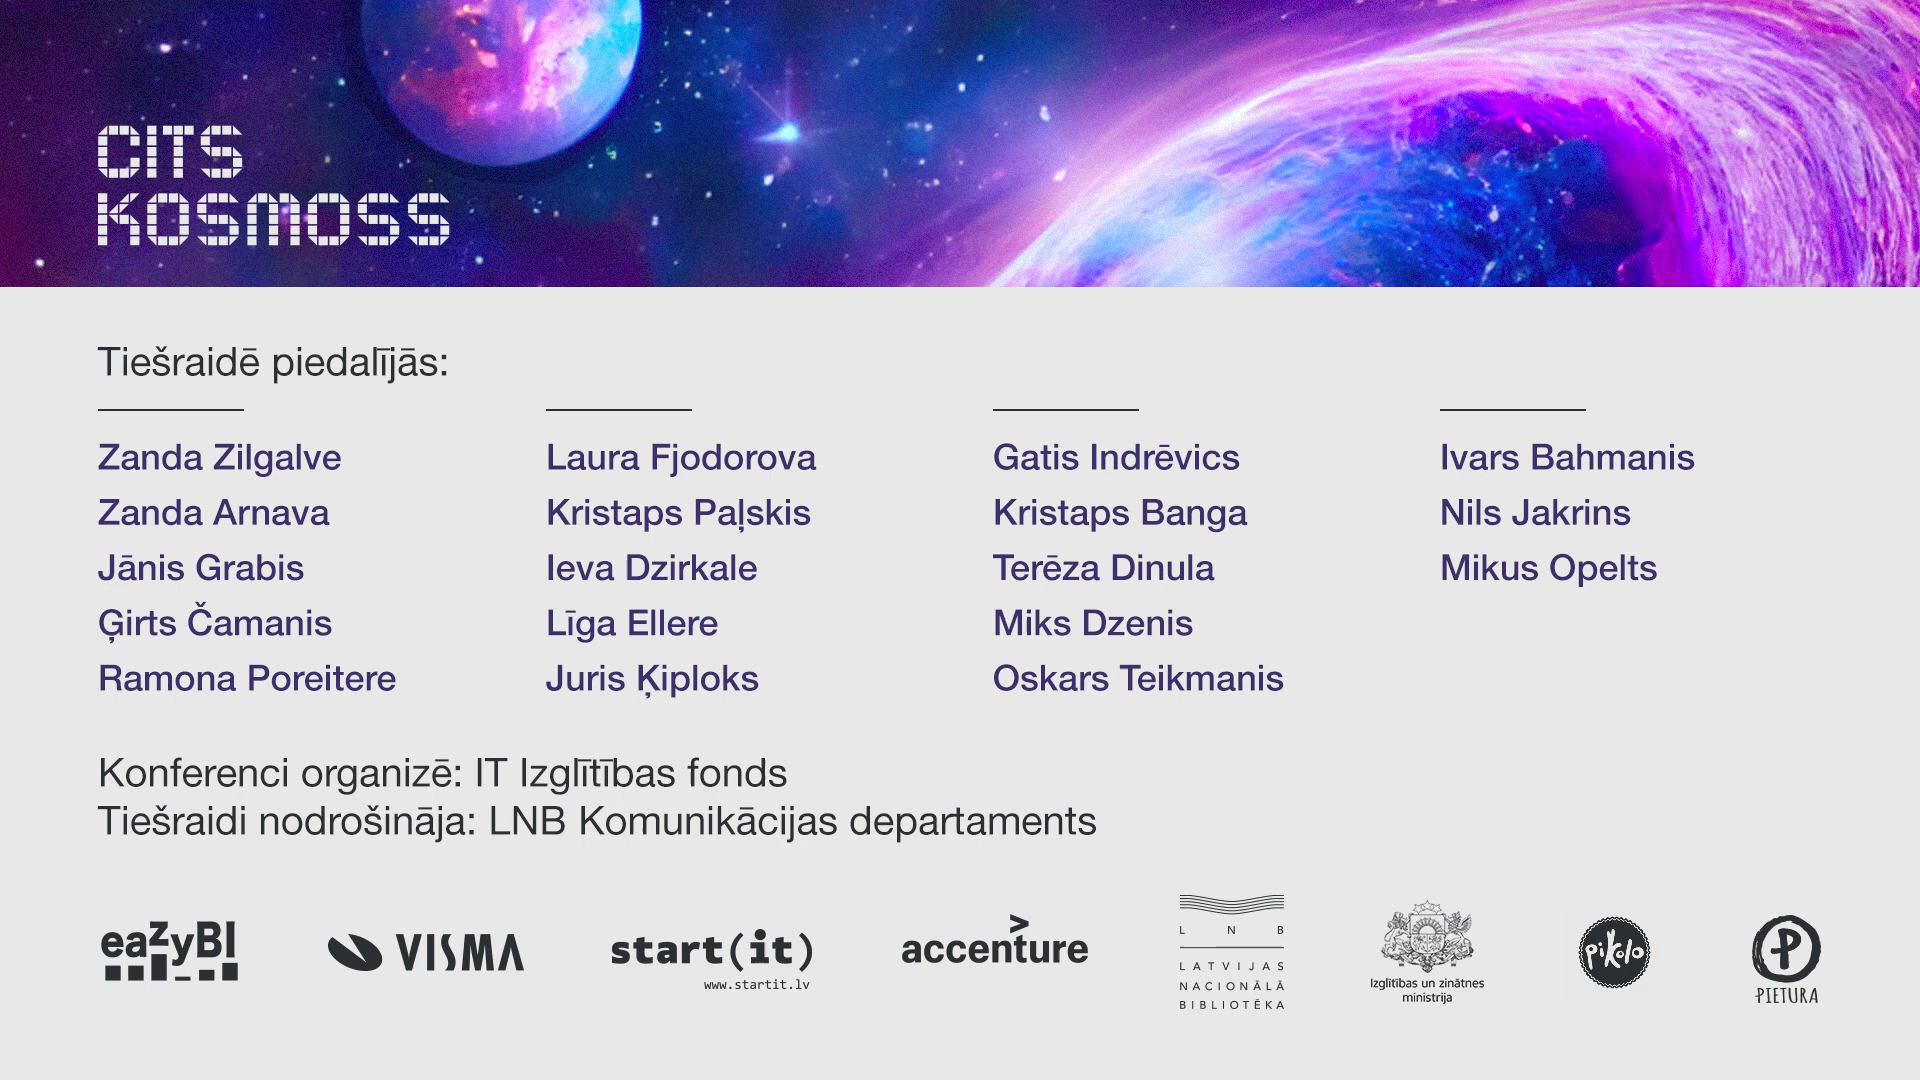 CITS
KOSMOSS
Tiešraidē piedalījās:
Zanda Zilgalve
Zanda Arnava
Jānis Grabis
Ģirts Čamanis
Ramona Poreitere
Laura Fjodorova
Kristaps Paļskis
Ieva Dzirkale
Līga Ellere
Juris Ķiploks
Gatis Indrēvics
Kristaps Banga
Terēza Dinula
Miks Dzenis
Oskars Teikmanis
Ivars Bahmanis
Nils Jakrins
Mikus Opelts
Konferenci organizē: IT Izglītības fonds
Tiešraidi nodrošināja: LNB Komunikācijas departaments
eazyBI
VISMA
start(it)
www.startit.lv
accenture
L N B
LATVIJAS
NACIONĀLĀ
BIBLIOTĒKA
Izglītības un zinātnes
ministrija
piKolo
PIETURA